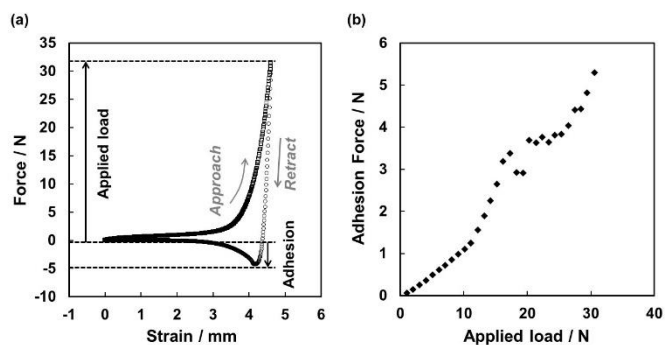 (a)
35
30
25
20
15
10
5
0
-5
-10
Force / N
-1 0 1 2 3 4 5 6
Strain / mm
Applied load
Approach
Retract
Adhesion
(b)
6
5
4
3
2
1
0
Adhesion Force / N
0 10 20 30 40
Applied load / N